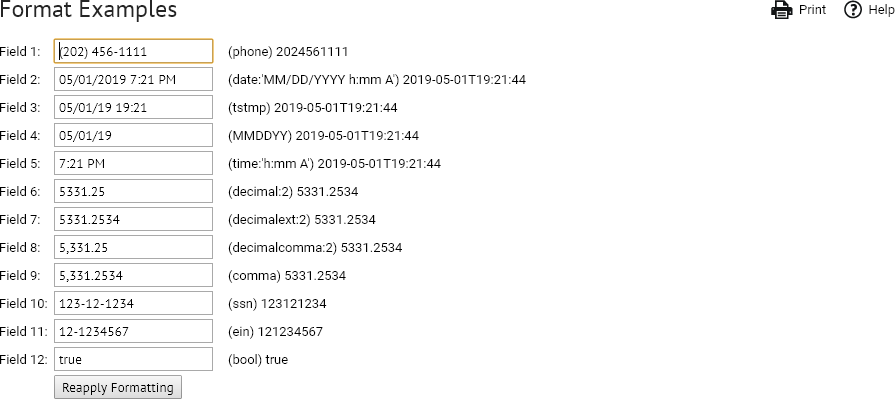 Format Examples Print Help
Field 1: (202) 456-1111 (phone) 2024561111
Field 2: 05/01/2019 7:21 PM (date:'MM/DD/YYYY h:mm A') 2019-05-01T19:21:44
Field 3: 05/01/19 19:21 (tstmp) 2019-05-01T19:21:44
Field 4: 05/01/19 (MMDDYY) 2019-05-01T19:21:44
Field 5: 7:21 PM (time:'h:mm A') 2019-05-01T19:21:44
Field 6: 5331.25 (decimal:2) 5331.2534
Field 7: 5331.2534 (decimalext:2) 5331.2534
Field 8: 5,331.25 (decimalcomma:2) 5331.2534
Field 9: 5,331.2534 (comma) 5331.2534
Field 10: 123-12-1234 (ssn) 123121234
Field 11: 12-1234567 (ein) 121234567
Field 12: true (bool) true
Reapply Formatting